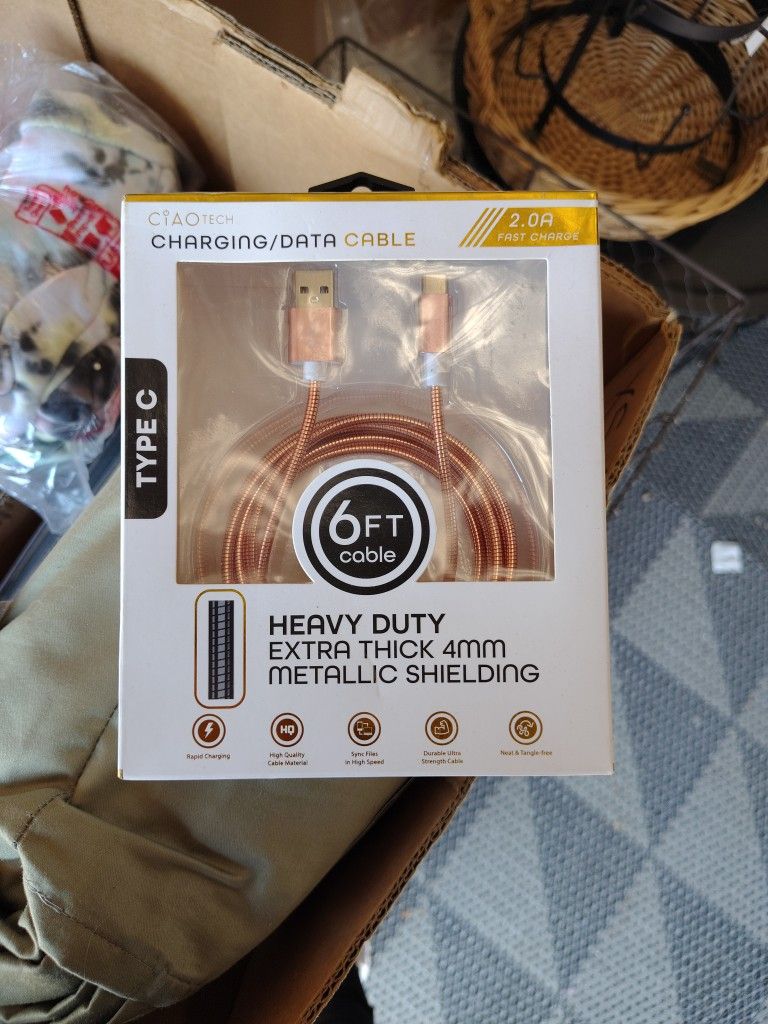 CIAO TECH
CHARGING/DATA CABLE
2.0A
FAST CHARGE
TYPE C
6FT
cable
HEAVY DUTY
EXTRA THICK 4MM
METALLIC SHIELDING
HQ
Rapid Charging
High Quality
Cable Material
Sync Files
in High Speed
Durable Ultra
Strength Cable
Neat & Tangle-free